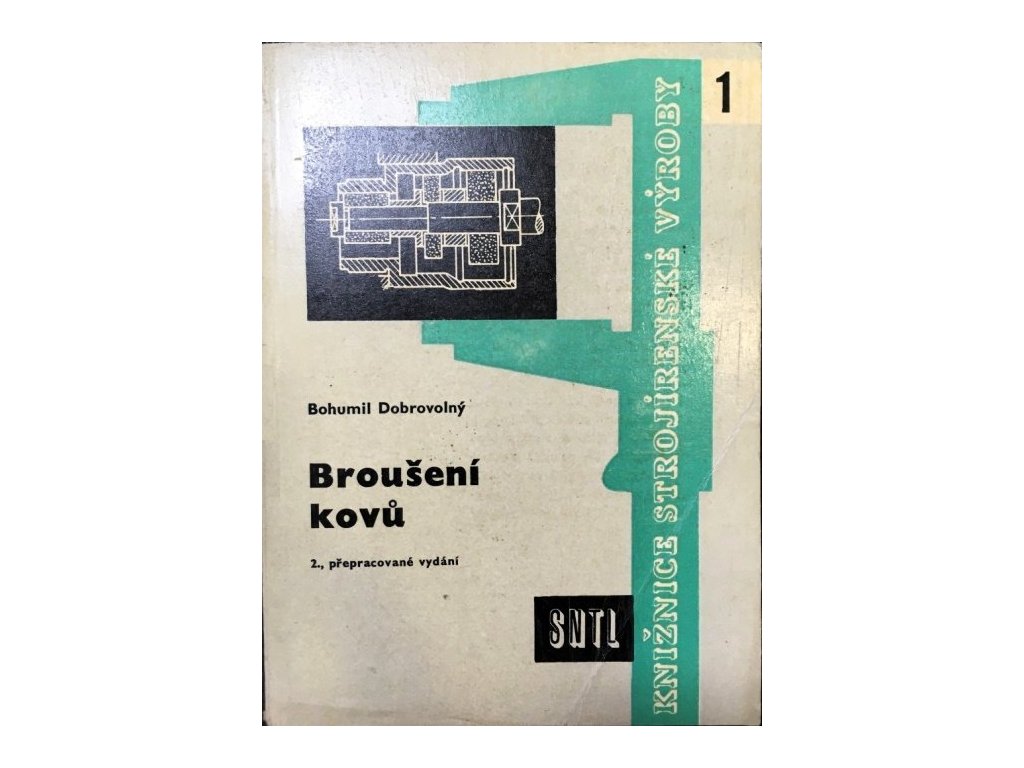 1
KNIŽNICE STROJÍRENSKÉ VÝROBY
Bohumil Dobrovolný
Broušení
kovů
2., přepracované vydání
SNTL